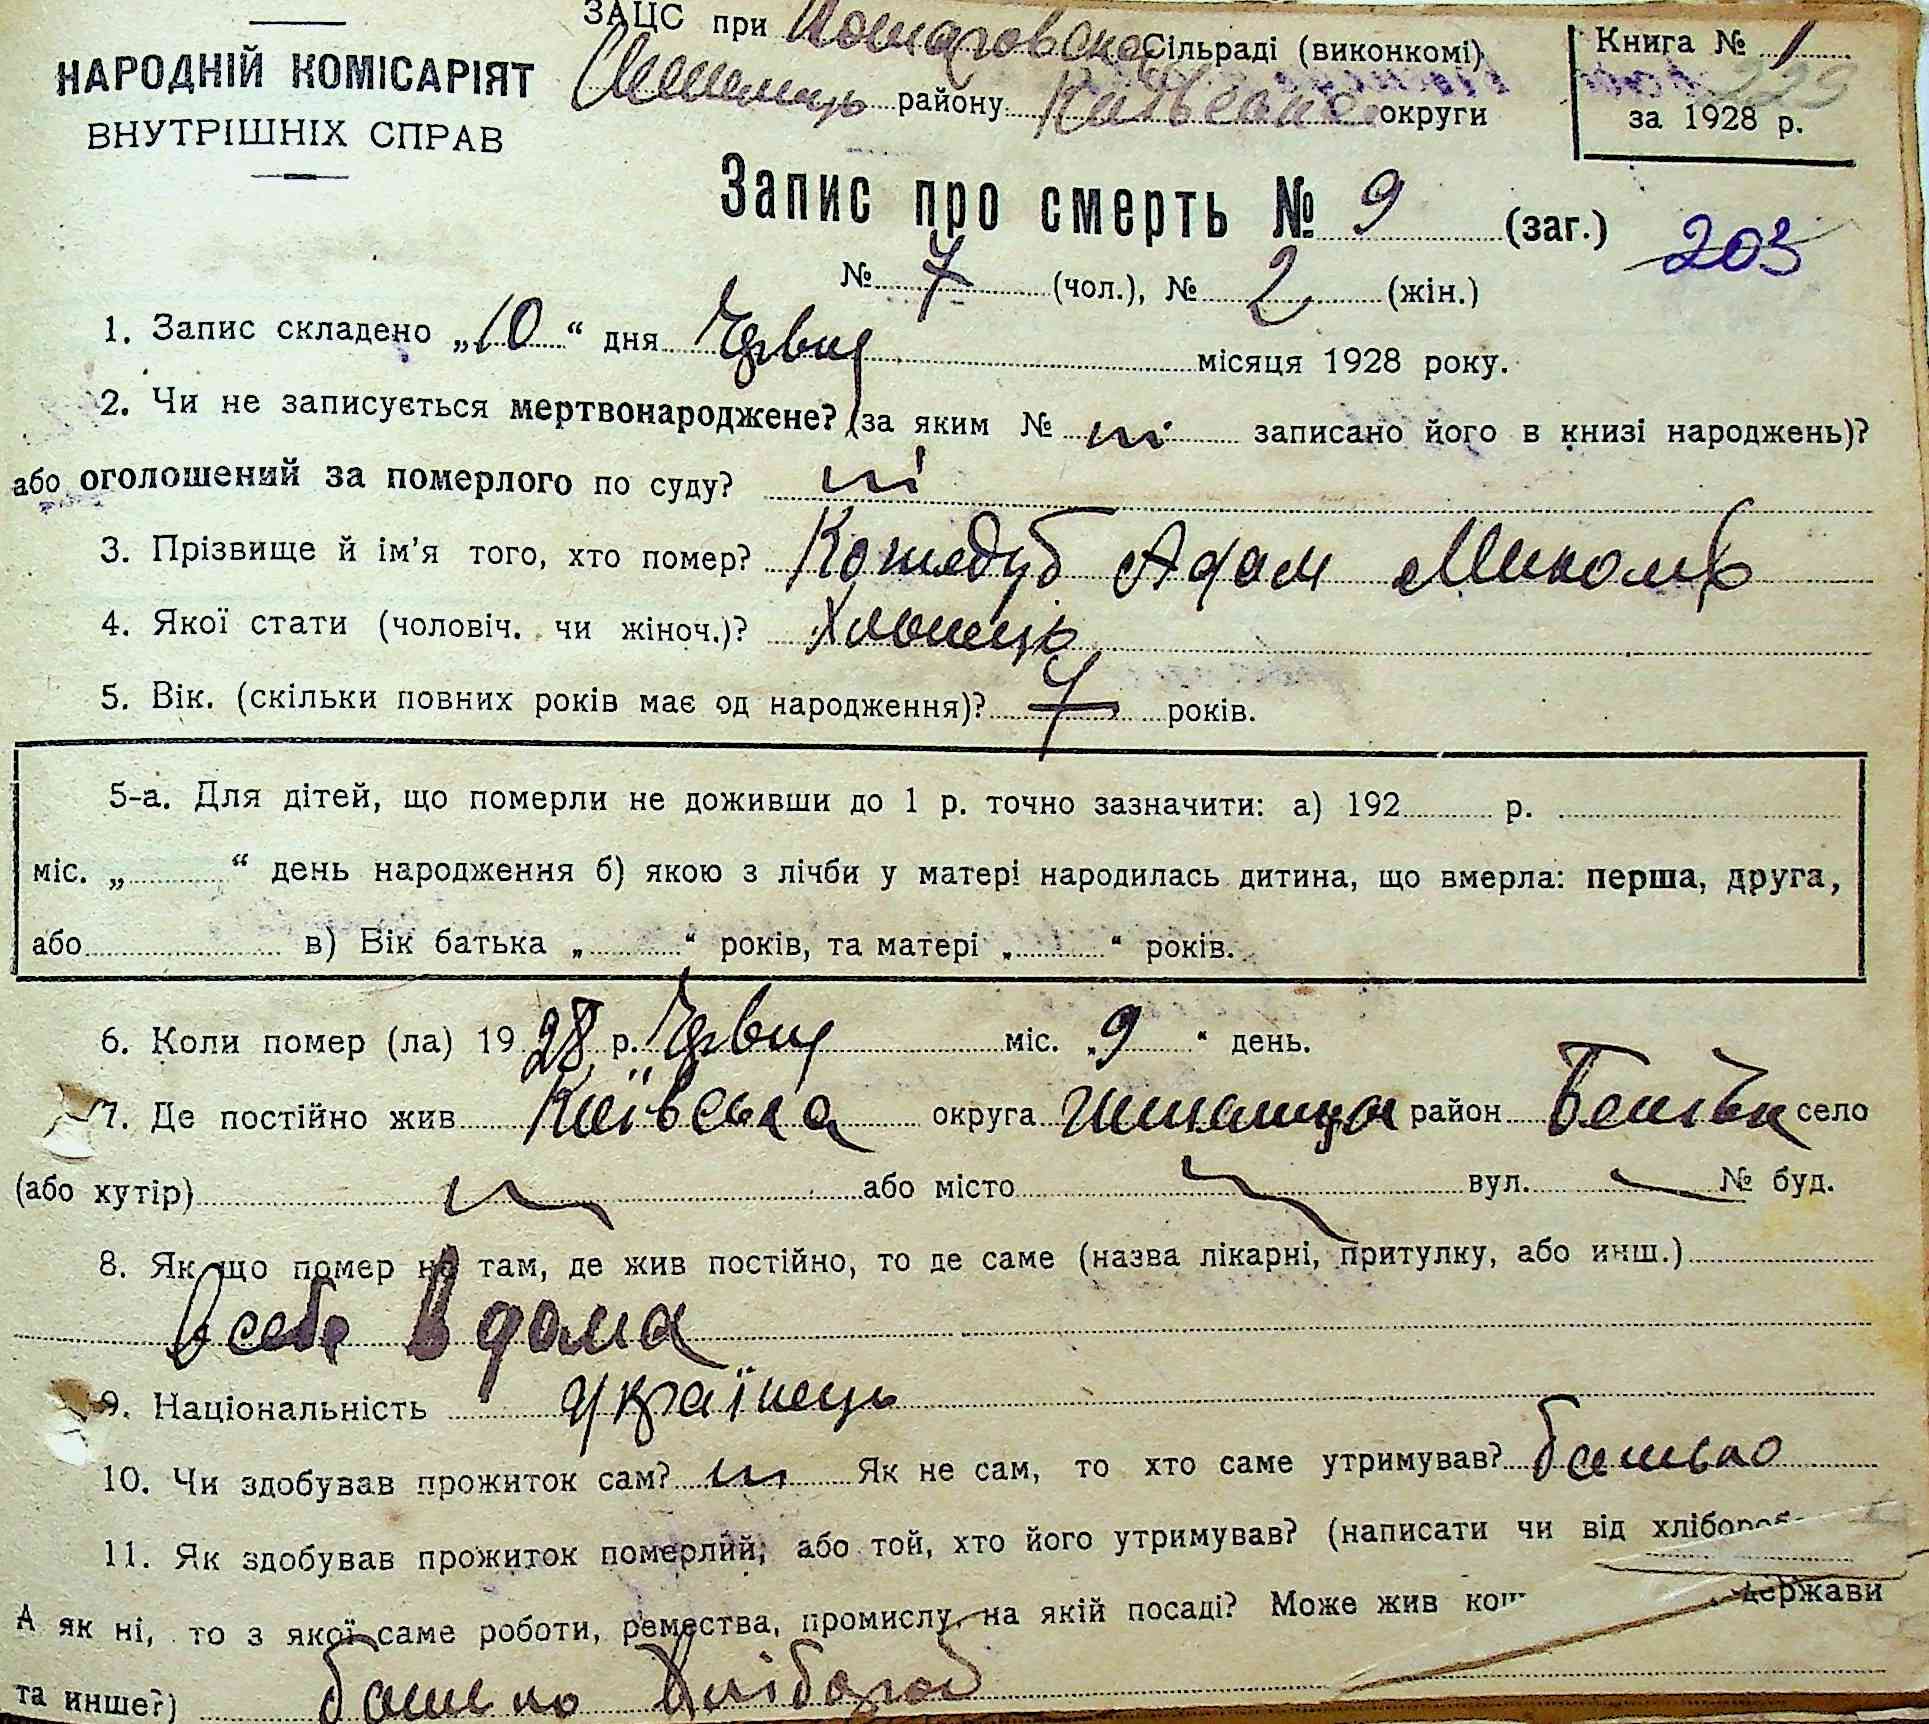 ЗАЦС при Сільраді (виконкомі)
району округи
Книга № 1
за 1928 р.
НАРОДНІЙ КОМІСАРІЯТ
ВНУТРІШНІХ СПРАВ
Запис про смерть № 9 (заг.) 203
№ 7 (чол.), № 2 (жін.)
1. Запис складено „10“ дня Червня місяця 1928 року.
2. Чи не записується мертвонароджене? (за яким № ні записано його в книзі народжень)?
або оголошений за померлого по суду? ні
3. Прізвище й ім’я того, хто помер? Кошедуб Адам
4. Якої статі (чоловіч. чи жіноч.)? Хлопець
5. Вік. (скільки повних років має од народження)? 7 років.
5-а. Для дітей, що померли не доживши до 1 р. точно зазначити: а) 192 р.
міс. „ “ день народження б) якою з лічби у матері народилась дитина, що вмерла: перша, друга,
або в) Вік батька „ “ років, та матері „ “ років.
6. Коли помер (ла) 1928 р. Червня міс. „9“ день.
7. Де постійно жив Київська округа район село
(або хутір) або місто вул. № буд.
8. Як що помер не там, де жив постійно, то де саме (назва лікарні, притулку, або инш.)
В себе в дома
9. Національність українець
10. Чи здобував прожиток сам? ні Як не сам, то хто саме утримував? батько
11. Як здобував прожиток померлий, або той, хто його утримував? (написати чи від
А як ні, то з якої саме роботи, ремества, промислу, на якій посаді? Може жив держави
та инше?) батько Хлібороб